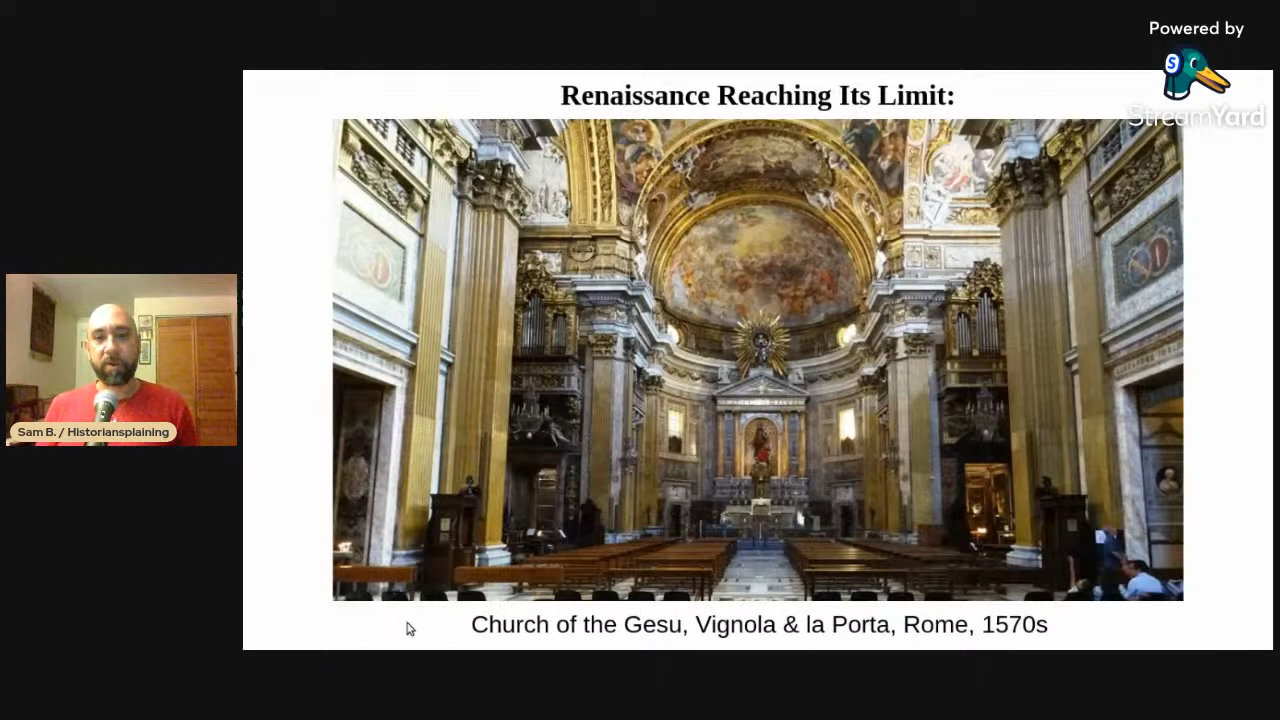 Powered by
S
StreamYard
Renaissance Reaching Its Limit:
Sam B. / Historiansplaining
Church of the Gesu, Vignola & la Porta, Rome, 1570s